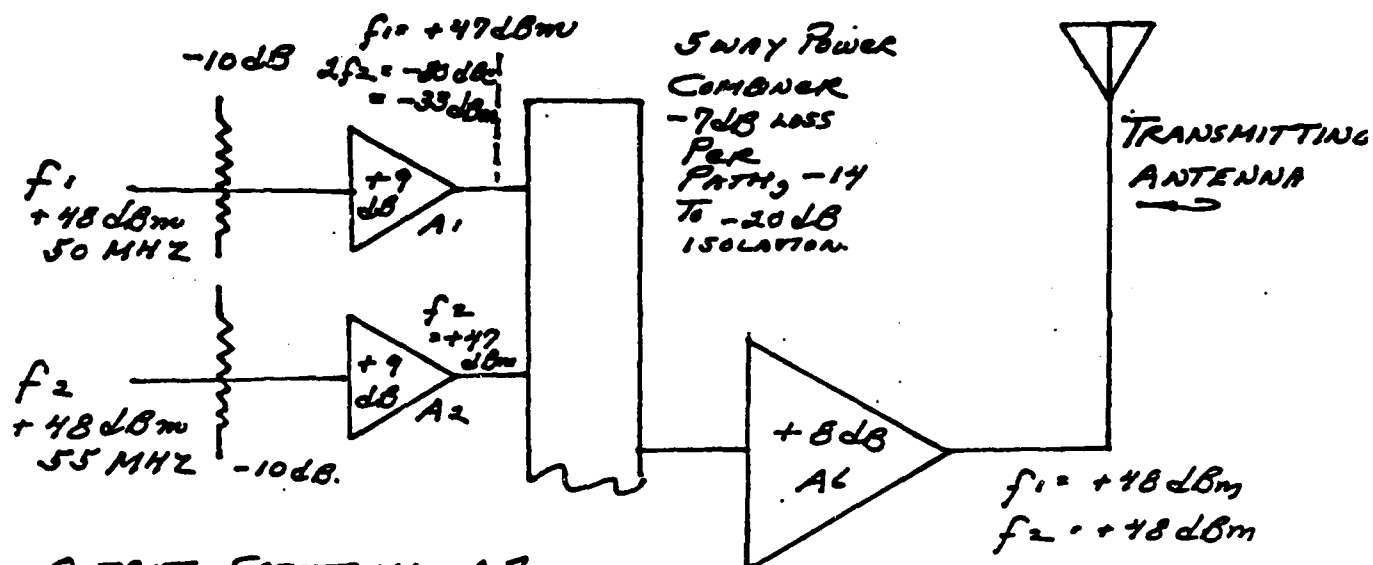 -10 dB
f1 = +47 dBm
2f2 = -80 dBc
= -33 dBm
5 WAY POWER
COMBINER
-7 dB LOSS
PER
PATH, -14
TO -20 dB
ISOLATION.
TRANSMITTING
ANTENNA
f1
+48 dBm
50 MHZ
+9
dB
A1
f2
= +47
dBm
f2
+48 dBm
55 MHZ
-10 dB.
+9
dB
A2
+8 dB
A6
f1 = +48 dBm
f2 = +48 dBm